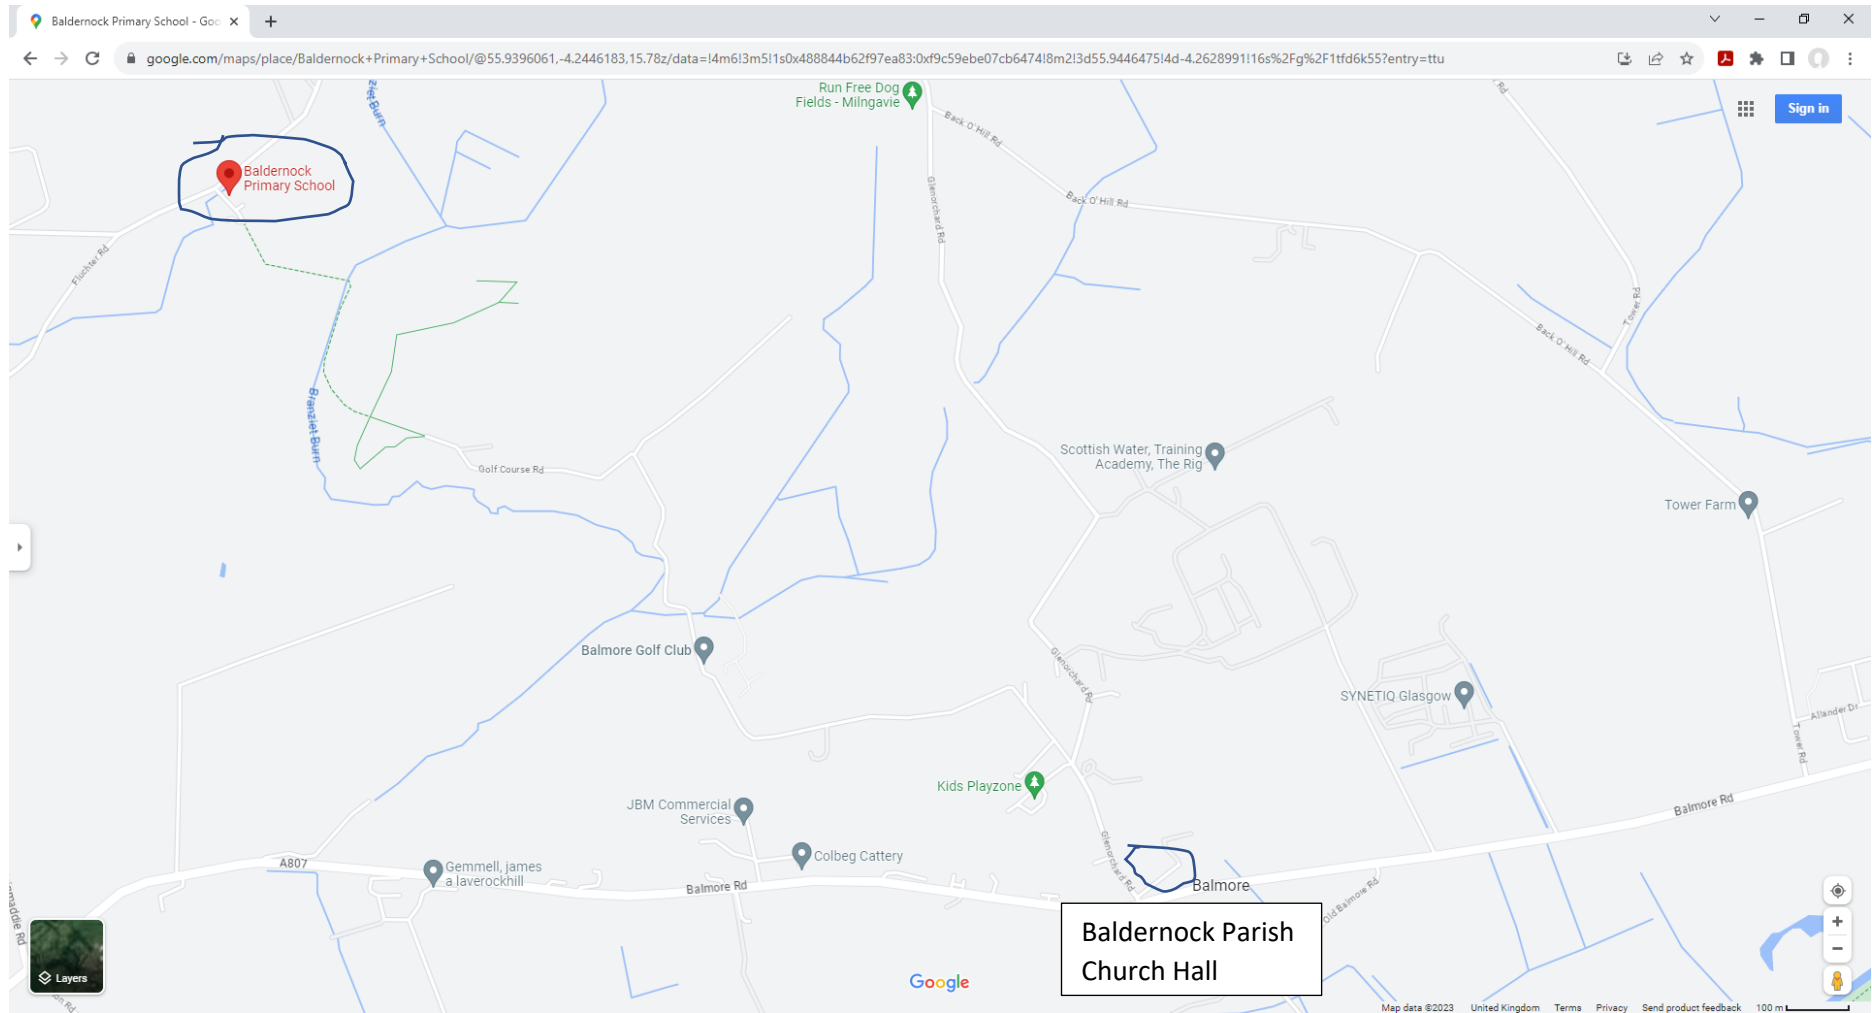 Baldernock Primary School - Goo
google.com/maps/place/Baldernock+Primary+School/@55.9396061,-4.2446183,15.78z/data=!4m6!3m5!1s0x488844b62f97ea83:0xf9c59ebe07cb6474!8m2!3d55.9446475!4d-4.2628991!16s%2Fg%2F1tfd6k55?entry=ttu
Run Free Dog
Fields - Milngavie
Sign in
Back O' Hill Rd
Baldernock
Primary School
Glenorchard Rd
Back O' Hill Rd
Fluchter Rd
Tower Rd
Back O' Hill Rd
Branziet Burn
Scottish Water, Training
Academy, The Rig
Golf Course Rd
Tower Farm
Balmore Golf Club
Glenorchard Rd
SYNETIQ Glasgow
Allander Dr
Tower Rd
Kids Playzone
JBM Commercial
Services
Balmore Rd
Glenorchard Rd
Colbeg Cattery
A807
Gemmell, james
a laverockhill
Balmore Rd
Balmore
Old Balmore Rd
Baldernock Parish
Church Hall
Layers
Google
Map data ©2023 United Kingdom Terms Privacy Send product feedback 100 m